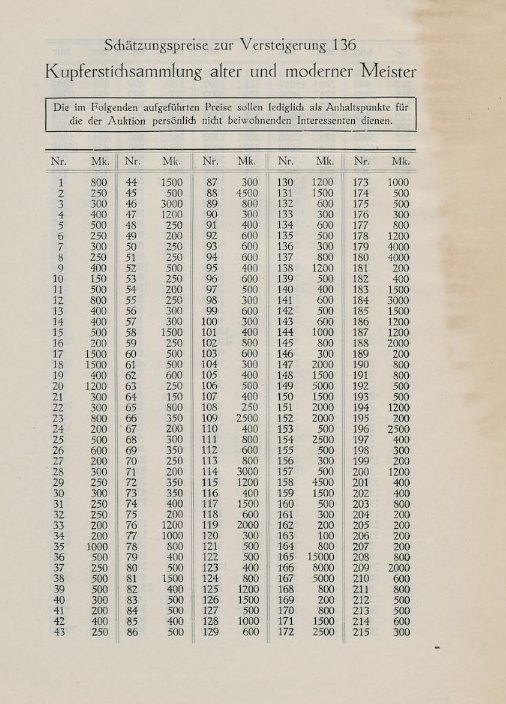 Schätzungspreise zur Versteigerung 136
Kupferstichsammlung alter und moderner Meister
Die im Folgenden aufgeführten Preise sollen lediglich als Anhaltspunkte für
die der Auktion persönlich nicht beiwohnenden Interessenten dienen.
Nr. Mk. Nr. Mk. Nr. Mk. Nr. Mk. Nr. Mk.
1 800 44 1500 87 300 130 1200 173 1000
2 250 45 500 88 4500 131 1500 174 500
3 300 46 3000 89 800 132 600 175 500
4 400 47 1200 90 300 133 300 176 300
5 500 48 250 91 400 134 600 177 800
6 250 49 200 92 600 135 500 178 1200
7 300 50 250 93 600 136 300 179 4000
8 250 51 250 94 600 137 800 180 4000
9 400 52 500 95 400 138 1200 181 200
10 150 53 250 96 600 139 500 182 400
11 500 54 200 97 500 140 400 183 1500
12 800 55 250 98 300 141 600 184 3000
13 400 56 300 99 600 142 500 185 1500
14 400 57 300 100 300 143 600 186 1200
15 500 58 1500 101 400 144 1000 187 1200
16 200 59 250 102 800 145 800 188 2000
17 1500 60 500 103 600 146 300 189 200
18 1500 61 500 104 300 147 2000 190 800
19 400 62 600 105 400 148 1500 191 800
20 1200 63 250 106 500 149 5000 192 500
21 300 64 150 107 400 150 1500 193 500
22 300 65 800 108 250 151 2000 194 1200
23 800 66 350 109 2500 152 2000 195 200
24 200 67 200 110 400 153 500 196 2500
25 500 68 300 111 800 154 2500 197 400
26 600 69 350 112 600 155 500 198 300
27 200 70 250 113 800 156 300 199 200
28 300 71 200 114 3000 157 500 200 1200
29 250 72 350 115 1200 158 4500 201 400
30 300 73 350 116 400 159 1500 202 400
31 250 74 400 117 1500 160 500 203 800
32 250 75 200 118 600 161 300 204 200
33 200 76 1200 119 2000 162 200 205 200
34 200 77 1000 120 300 163 100 206 200
35 1000 78 800 121 500 164 800 207 200
36 500 79 400 122 500 165 15000 208 800
37 250 80 500 123 400 166 8000 209 2000
38 500 81 1500 124 800 167 5000 210 600
39 500 82 400 125 1200 168 800 211 800
40 300 83 500 126 1500 169 200 212 500
41 200 84 500 127 500 170 800 213 500
42 400 85 400 128 1000 171 1500 214 600
43 250 86 500 129 600 172 2500 215 300